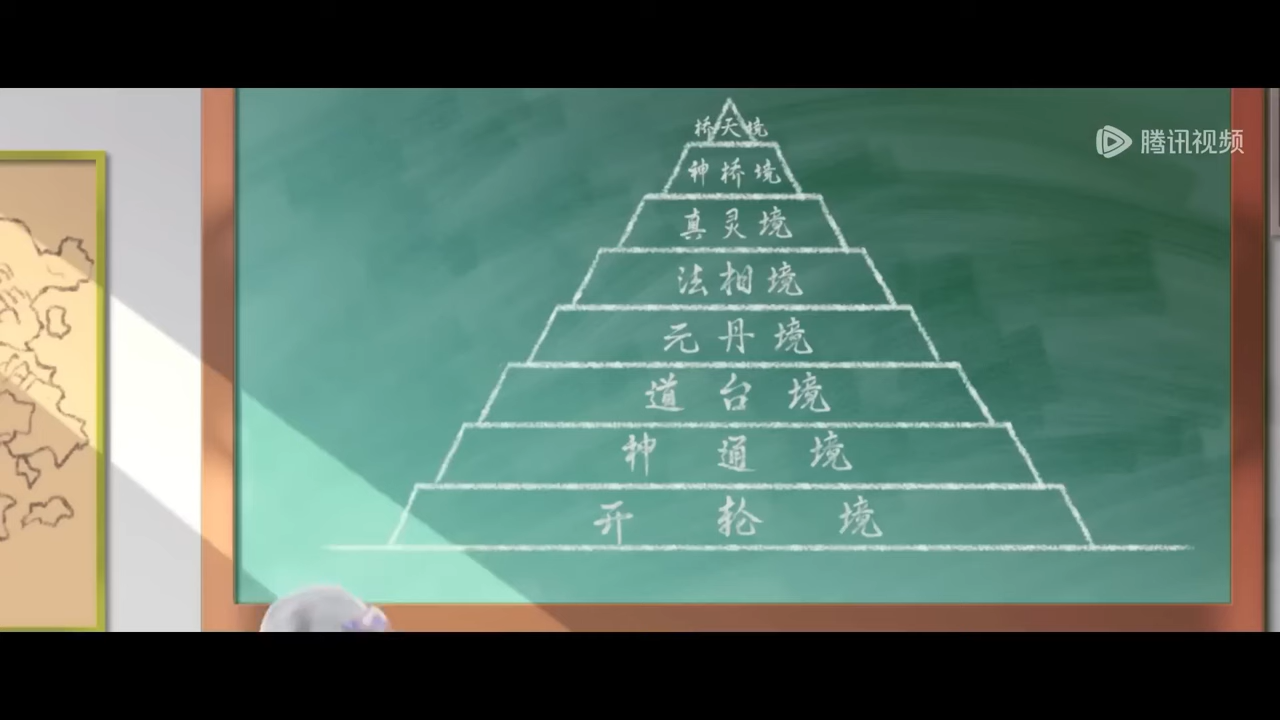 桥天境
腾讯视频
神桥境
真灵境
法相境
元丹境
道台境
神通境
开轮境